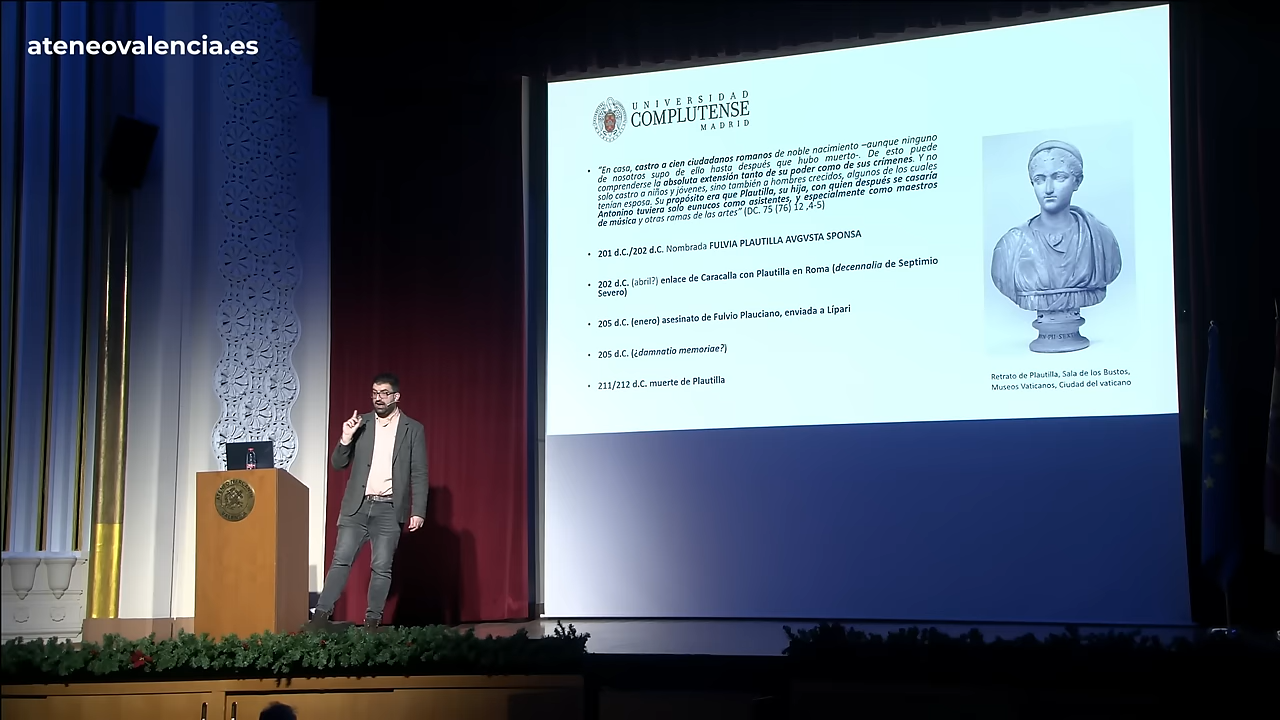 ateneovalencia.es
UNIVERSIDAD
COMPLUTENSE
MADRID
• "En casa, castro a cien ciudadanos romanos de noble nacimiento –aunque ninguno
de nosotros supo de ello hasta después que hubo muerto-. De esto puede
comprenderse la absoluta extensión tanto de su poder como de sus crímenes. Y no
solo castro a niños y jóvenes, sino también a hombres crecidos, algunos de los cuales
tenían esposa. Su propósito era que Plautilla, su hija, con quien después se casaría
Antonino tuviera solo eunucos como asistentes, y especialmente como maestros
de música y otras ramas de las artes" (DC. 75 (76) 12 ,4-5)
• 201 d.C./202 d.C. Nombrada FULVIA PLAUTILLA AVGVSTA SPONSA
• 202 d.C. (abril?) enlace de Caracalla con Plautilla en Roma (decennalia de Septimio
Severo)
• 205 d.C. (enero) asesinato de Fulvio Plauciano, enviada a Lípari
• 205 d.C. (¿damnatio memoriae?)
• 211/212 d.C. muerte de Plautilla
Retrato de Plautilla, Sala de los Bustos,
Museos Vaticanos, Ciudad del vaticano